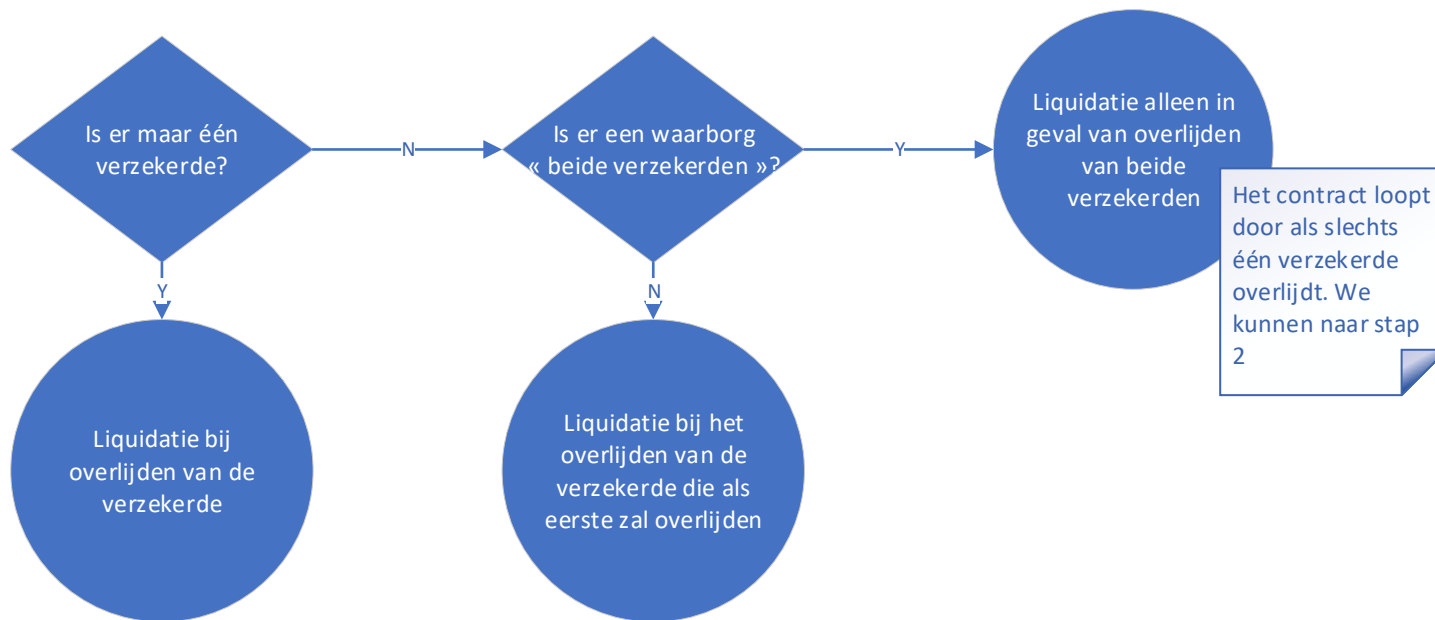 Is er maar één
verzekerde?
N
Is er een waarborg
« beide verzekerden »?
Y
Liquidatie alleen in
geval van overlijden
van beide
verzekerden
Het contract loopt
door als slechts
één verzekerde
overlijdt. We
kunnen naar stap
2
Y
N
Liquidatie bij
overlijden van de
verzekerde
Liquidatie bij het
overlijden van de
verzekerde die als
eerste zal overlijden